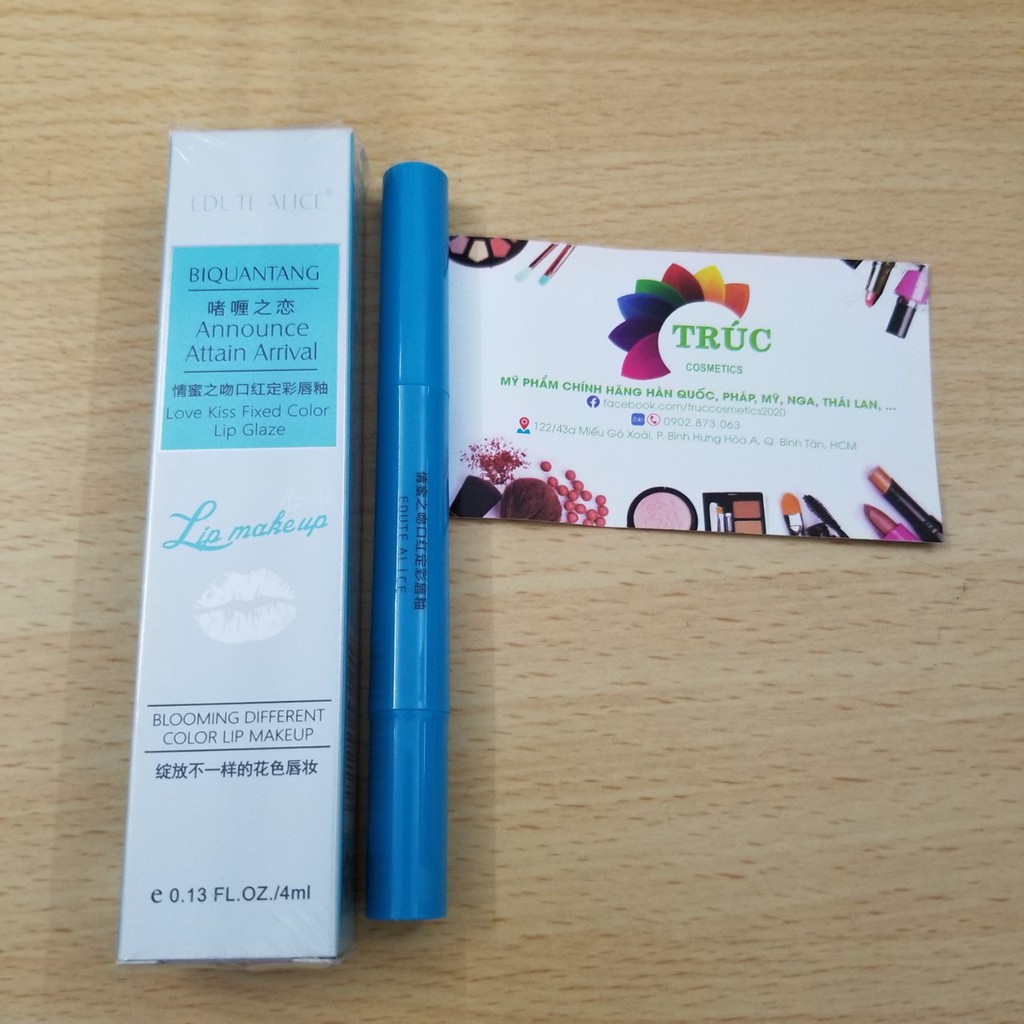 EDUTE ALICE®
BIQUANTANG
啫喱之恋
Announce
Attain Arrival
情蜜之吻口红定彩唇釉
Love Kiss Fixed Color
Lip Glaze
Lip makeup
BLOOMING DIFFERENT
COLOR LIP MAKEUP
绽放不一样的花色唇妆
e 0.13 FL.OZ./4ml
情蜜之吻口红定彩唇釉
EDUTE ALICE
TRÚC
COSMETICS
MỸ PHẨM CHÍNH HÃNG HÀN QUỐC, PHÁP, MỸ, NGA, THÁI LAN, ...
facebook.com/truccosmetics2020
0902.873.063
122/43a Miếu Gò Xoài, P. Bình Hưng Hòa A, Q. Bình Tân, HCM